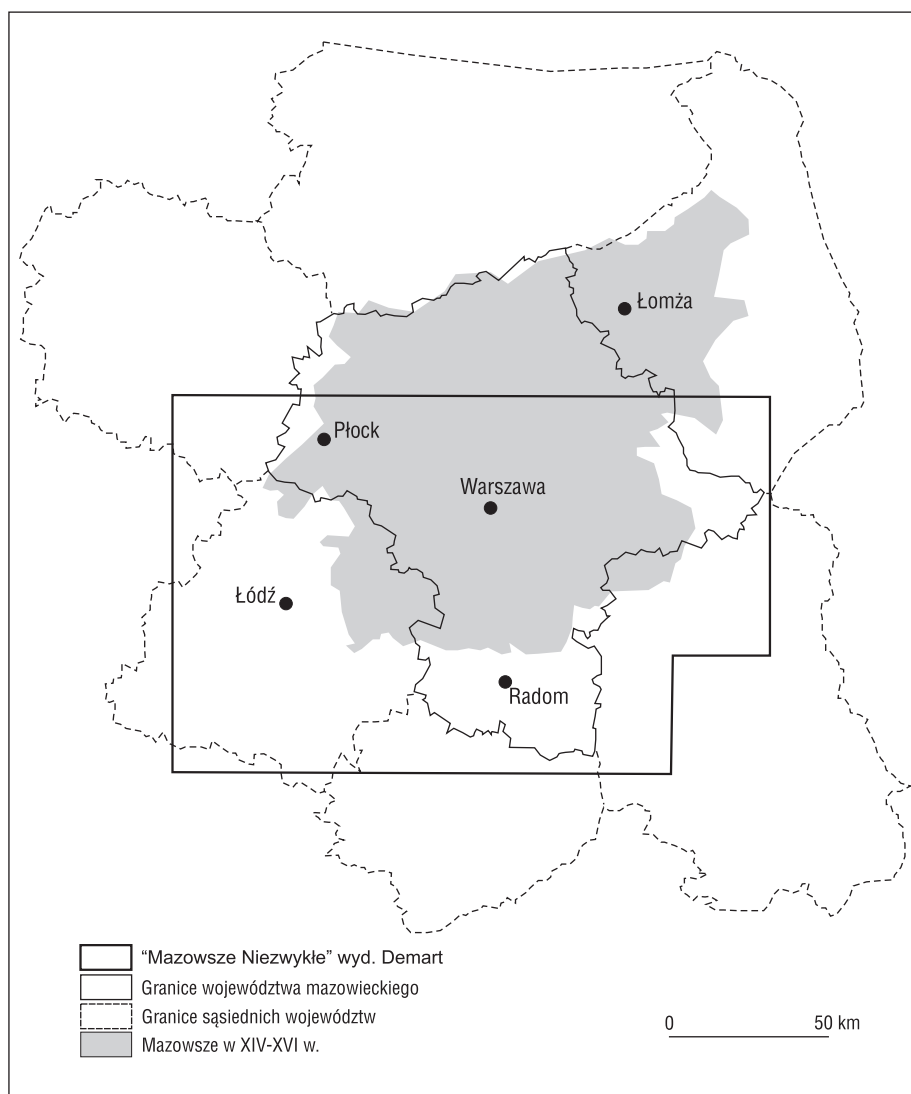 Łomża
Płock
Warszawa
Łódź
Radom
“Mazowsze Niezwykłe” wyd. Demart
Granice województwa mazowieckiego
Granice sąsiednich województw
Mazowsze w XIV-XVI w.
0 50 km